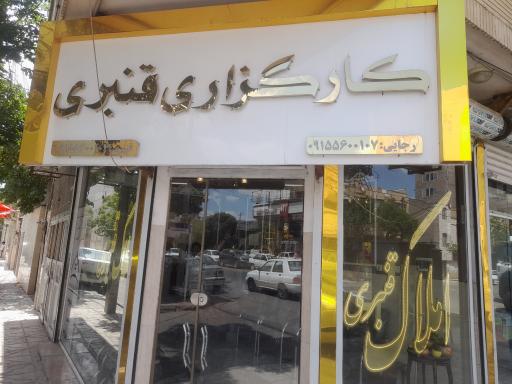 کارگزاری قنبری
رجایی: ۰۹۱۵۵۶۰۰۱۰۷
املاک قنبری